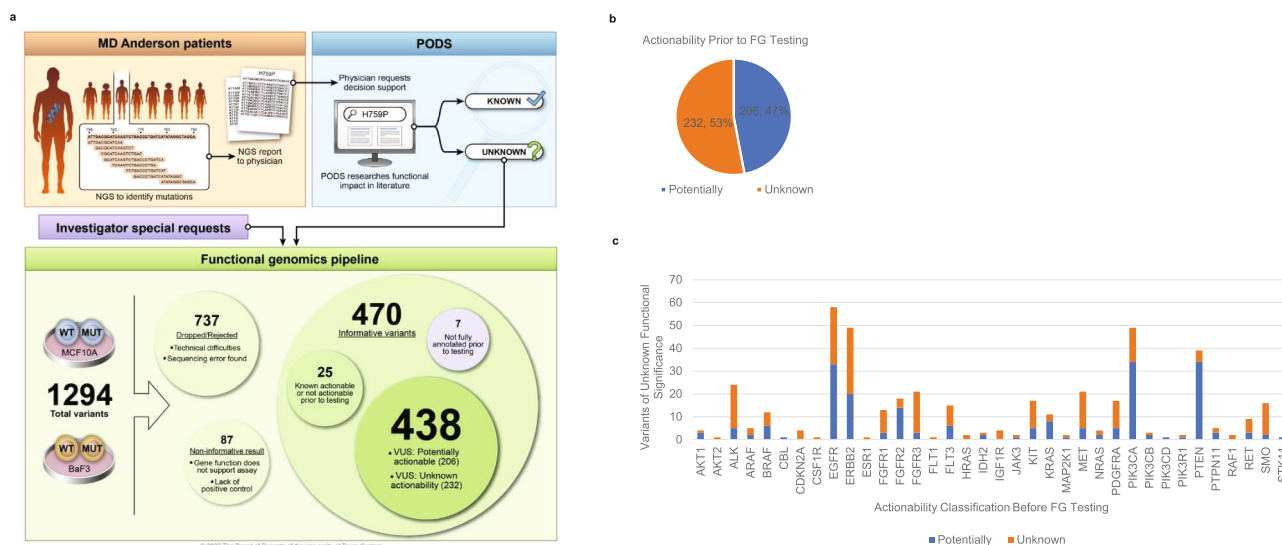 a
MD Anderson patients
PODS
H759P
NGS report
to physician
NGS to identify mutations
Physician requests
decision support
H759P
PODS researches functional
impact in literature
KNOWN
UNKNOWN
?
Investigator special requests
Functional genomics pipeline
WT MUT
MCF10A
1294
Total variants
WT MUT
BaF3
737
Dropped/Rejected
•Technical difficulties
•Sequencing error found
87
Non-informative result
• Gene function does
not support assay
• Lack of
positive control
470
Informative variants
7
Not fully
annotated prior
to testing
25
Known actionable
or not actionable
prior to testing
438
• VUS: Potentially
actionable (206)
• VUS: Unknown
actionability (232)
b
Actionability Prior to FG Testing
232, 53%
206, 47%
Potentially
Unknown
c
Variants of Unknown Functional
Significance
70
60
50
40
30
20
10
0
AKT1
AKT2
ALK
ARAF
BRAF
CBL
CDKN2A
CSF1R
EGFR
ERBB2
ESR1
FGFR1
FGFR2
FGFR3
FLT1
FLT3
HRAS
IDH2
IGF1R
JAK3
KIT
KRAS
MAP2K1
MET
NRAS
PDGFRA
PIK3CA
PIK3CB
PIK3CD
PIK3R1
PTEN
PTPN11
RAF1
RET
SMO
STK11
Actionability Classification Before FG Testing
Potentially
Unknown